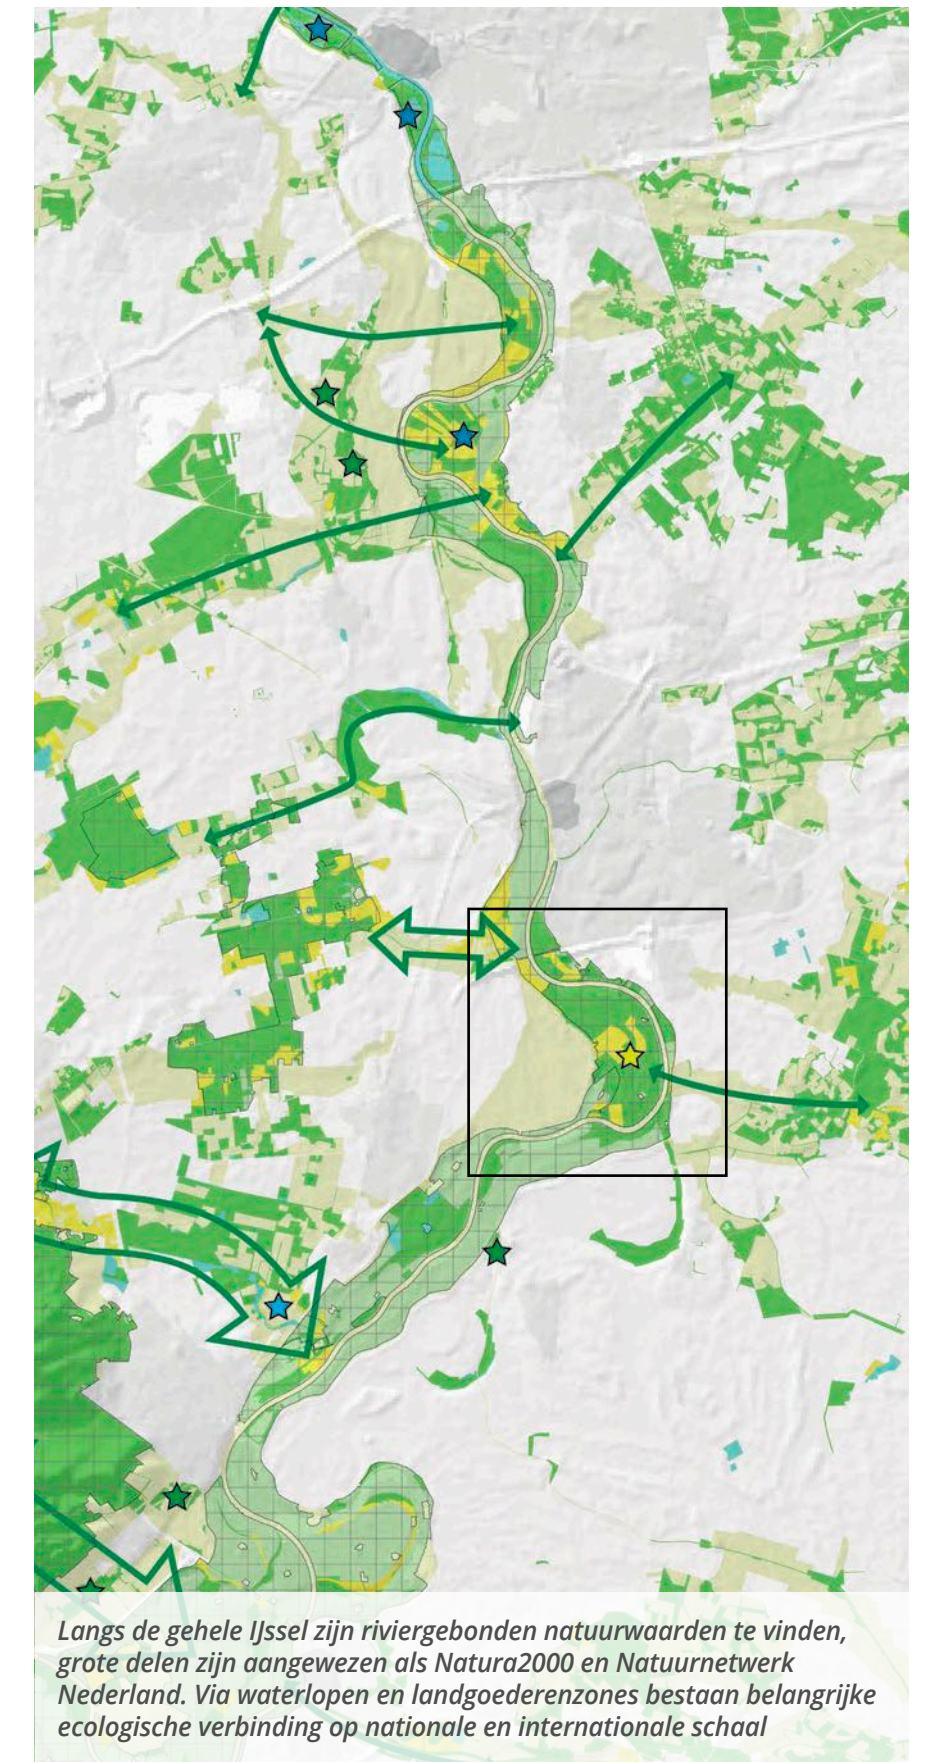 Langs de gehele IJssel zijn riviergebonden natuurwaarden te vinden,
grote delen zijn aangewezen als Natura2000 en Natuurnetwerk
Nederland. Via waterlopen en landgoederenzones bestaan belangrijke
ecologische verbinding op nationale en internationale schaal